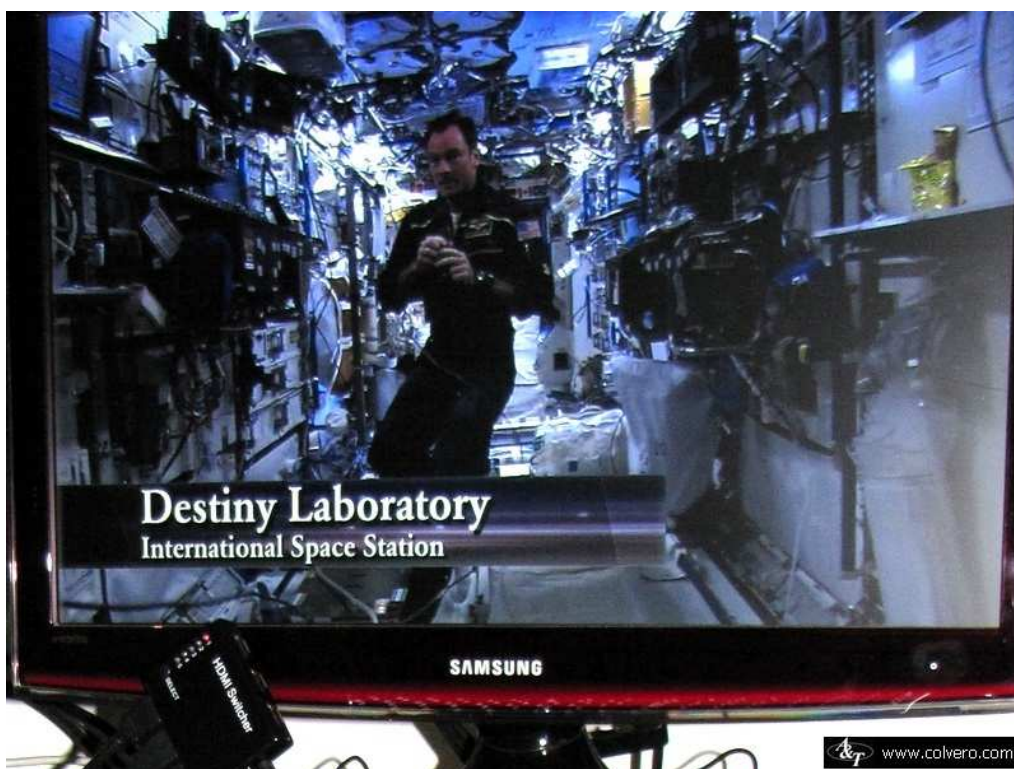 Destiny Laboratory
International Space Station
SAMSUNG
HDMI Switcher
SELECT
A&T www.colvero.com